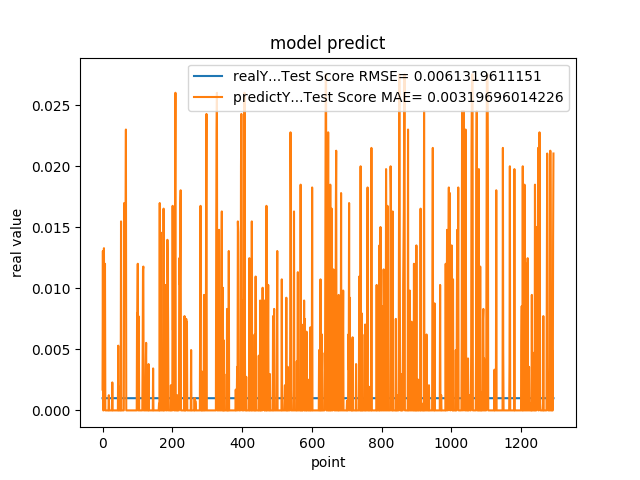 model predict
realY...Test Score RMSE= 0.0061319611151
predictY...Test Score MAE= 0.00319696014226
real value
0.025
0.020
0.015
0.010
0.005
0.000
0 200 400 600 800 1000 1200
point